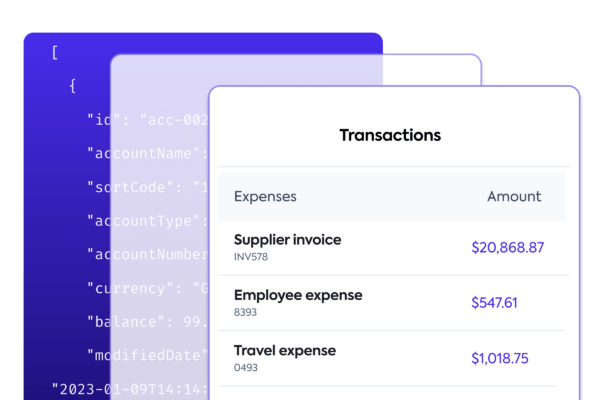 [
{
"id": "acc-002
"accountName":
"sortCode": "1
"accountType":
"accountNumber
"currency": "G
"balance": 99.
"modifiedDate"
"2023-01-09T14:14:
Transactions
Expenses Amount
Supplier invoice $20,868.87
INV578
Employee expense $547.61
8393
Travel expense $1,018.75
0493